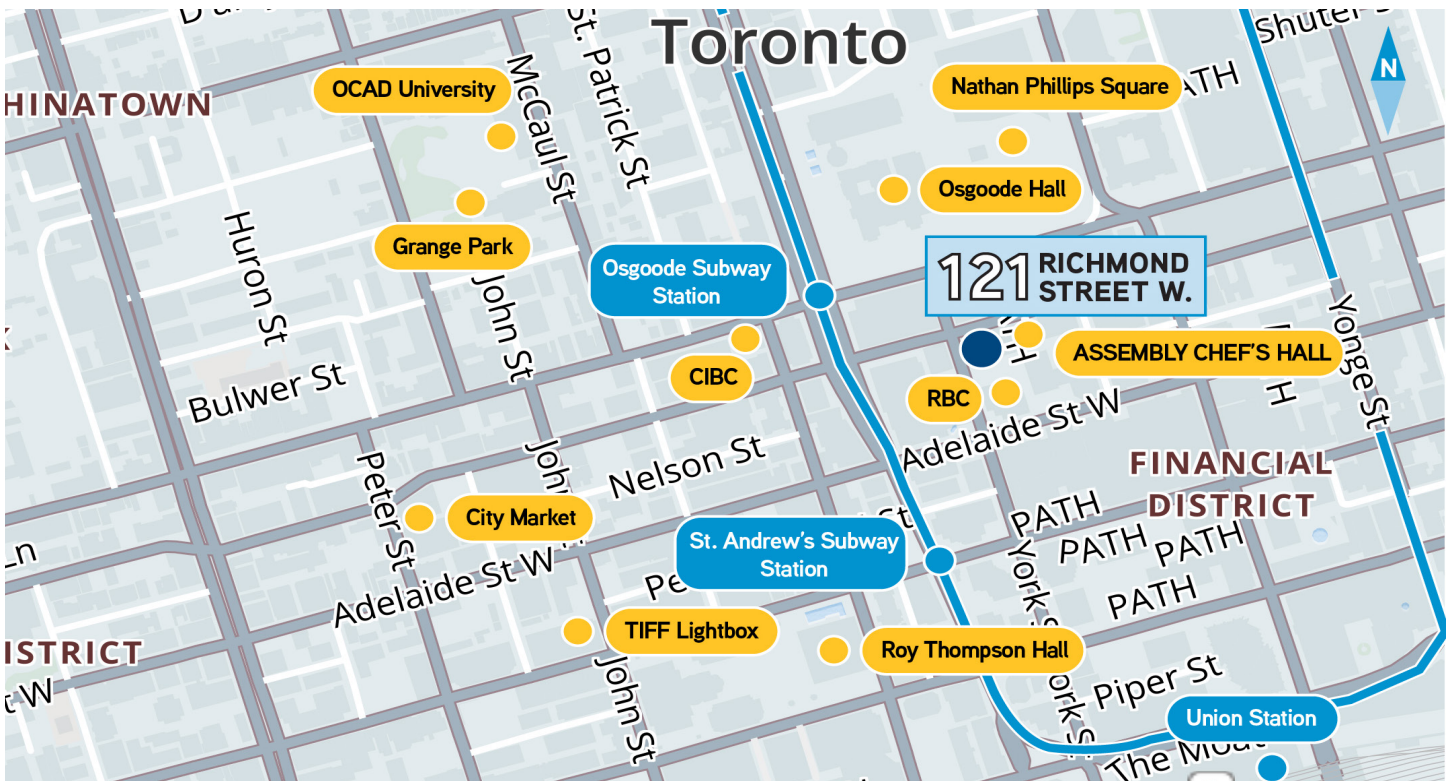 Toronto
St. Patrick St
McCaul St
OCAD University
Nathan Phillips Square
PATH
N
HINATOWN
Osgoode Hall
Grange Park
Huron St
John St
Osgoode Subway
Station
121 RICHMOND
STREET W.
ASSEMBLY CHEF'S HALL
CIBC
RBC
Yonge St
Bulwer St
Adelaide St W
Nelson St
Peter St
City Market
FINANCIAL
DISTRICT
PATH
PATH
PATH
PATH
St. Andrew's Subway
Station
Adelaide St W
TIFF Lightbox
Roy Thompson Hall
John St
ISTRICT
t W
Piper St
Union Station